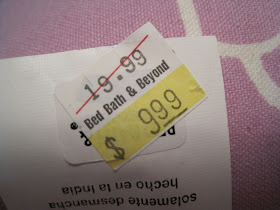 19.99
Bed Bath & Beyond
$ 999
solamente desmancha
hecho en la India